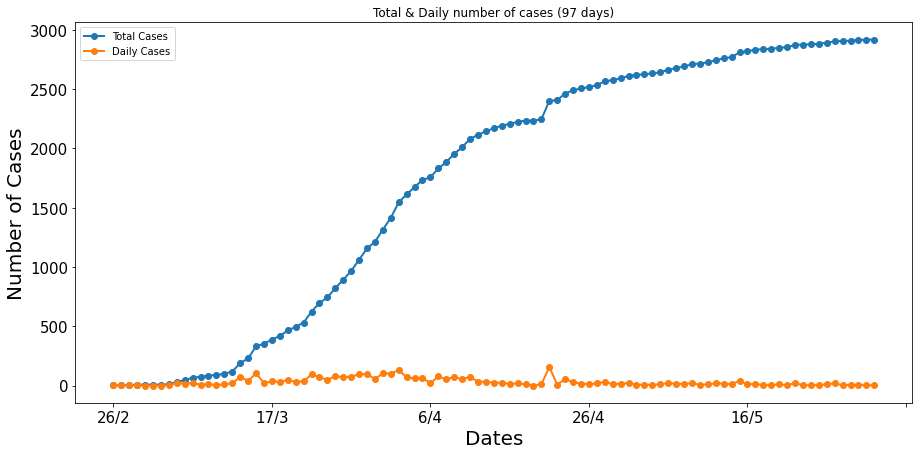 Total & Daily number of cases (97 days)
Total Cases
Daily Cases
Number of Cases
3000
2500
2000
1500
1000
500
0
26/2 17/3 6/4 26/4 16/5
Dates